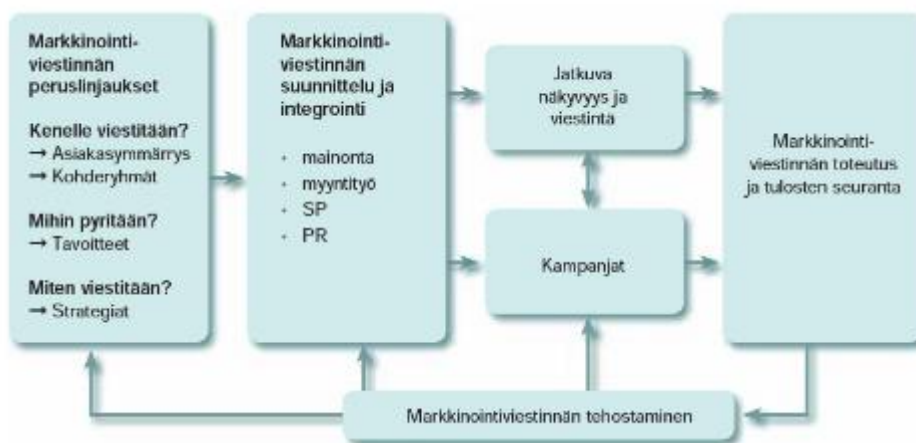 Markkinointi-
viestinnän
peruslinjaukset
Kenelle viestitään?
→ Asiakasymmärrys
→ Kohderyhmät
Mihin pyritään?
→ Tavoitteet
Miten viestitään?
→ Strategiat
Markkinointi-
viestinnän
suunnittelu ja
integrointi
• mainonta
• myyntityö
• SP
• PR
Jatkuva
näkyvyys ja
viestintä
Kampanjat
Markkinointi-
viestinnän toteutus
ja tulosten seuranta
Markkinointiviestinnän tehostaminen